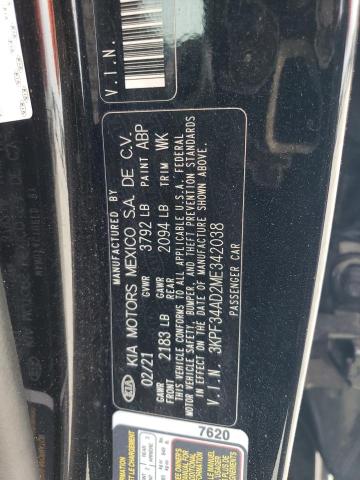 V.I.N.
MANUFACTURED BY
KIA KIA MOTORS MEXICO S.A. DE C.V.
02/21 GVWR 3792 LB PAINT ABP
GAWR FRONT 2183 LB GAWR REAR 2094 LB TRIM WK
THIS VEHICLE CONFORMS TO ALL APPLICABLE U.S.A. FEDERAL
MOTOR VEHICLE SAFETY, BUMPER, AND THEFT PREVENTION STANDARDS
IN EFFECT ON THE DATE OF MANUFACTURE SHOWN ABOVE.
V.I.N. 3KPF34AD2ME342038
PASSENGER CAR
7620